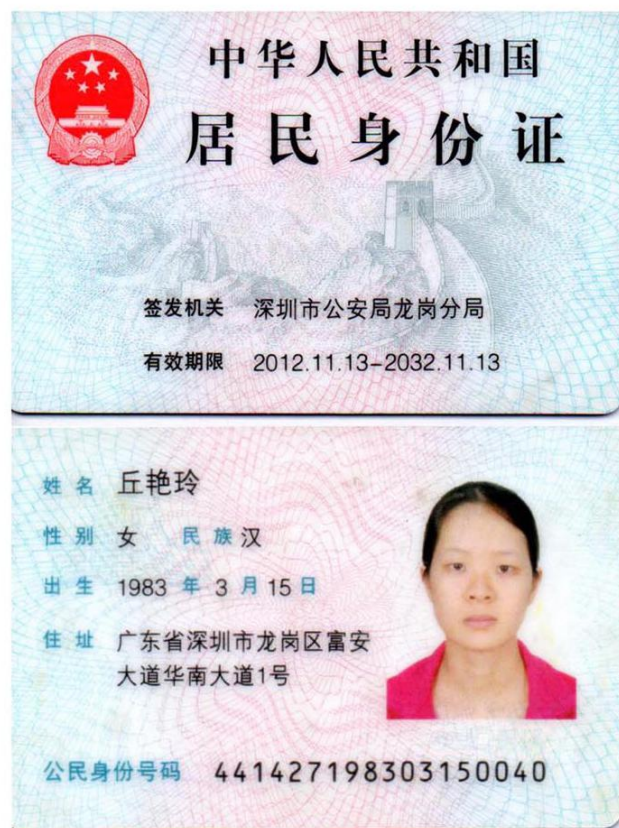 中华人民共和国
居民身份证
签发机关 深圳市公安局龙岗分局
有效期限 2012.11.13-2032.11.13
姓名 丘艳玲
性别 女 民族 汉
出生 1983 年 3 月 15 日
住址 广东省深圳市龙岗区富安
大道华南大道1号
公民身份号码 441427198303150040